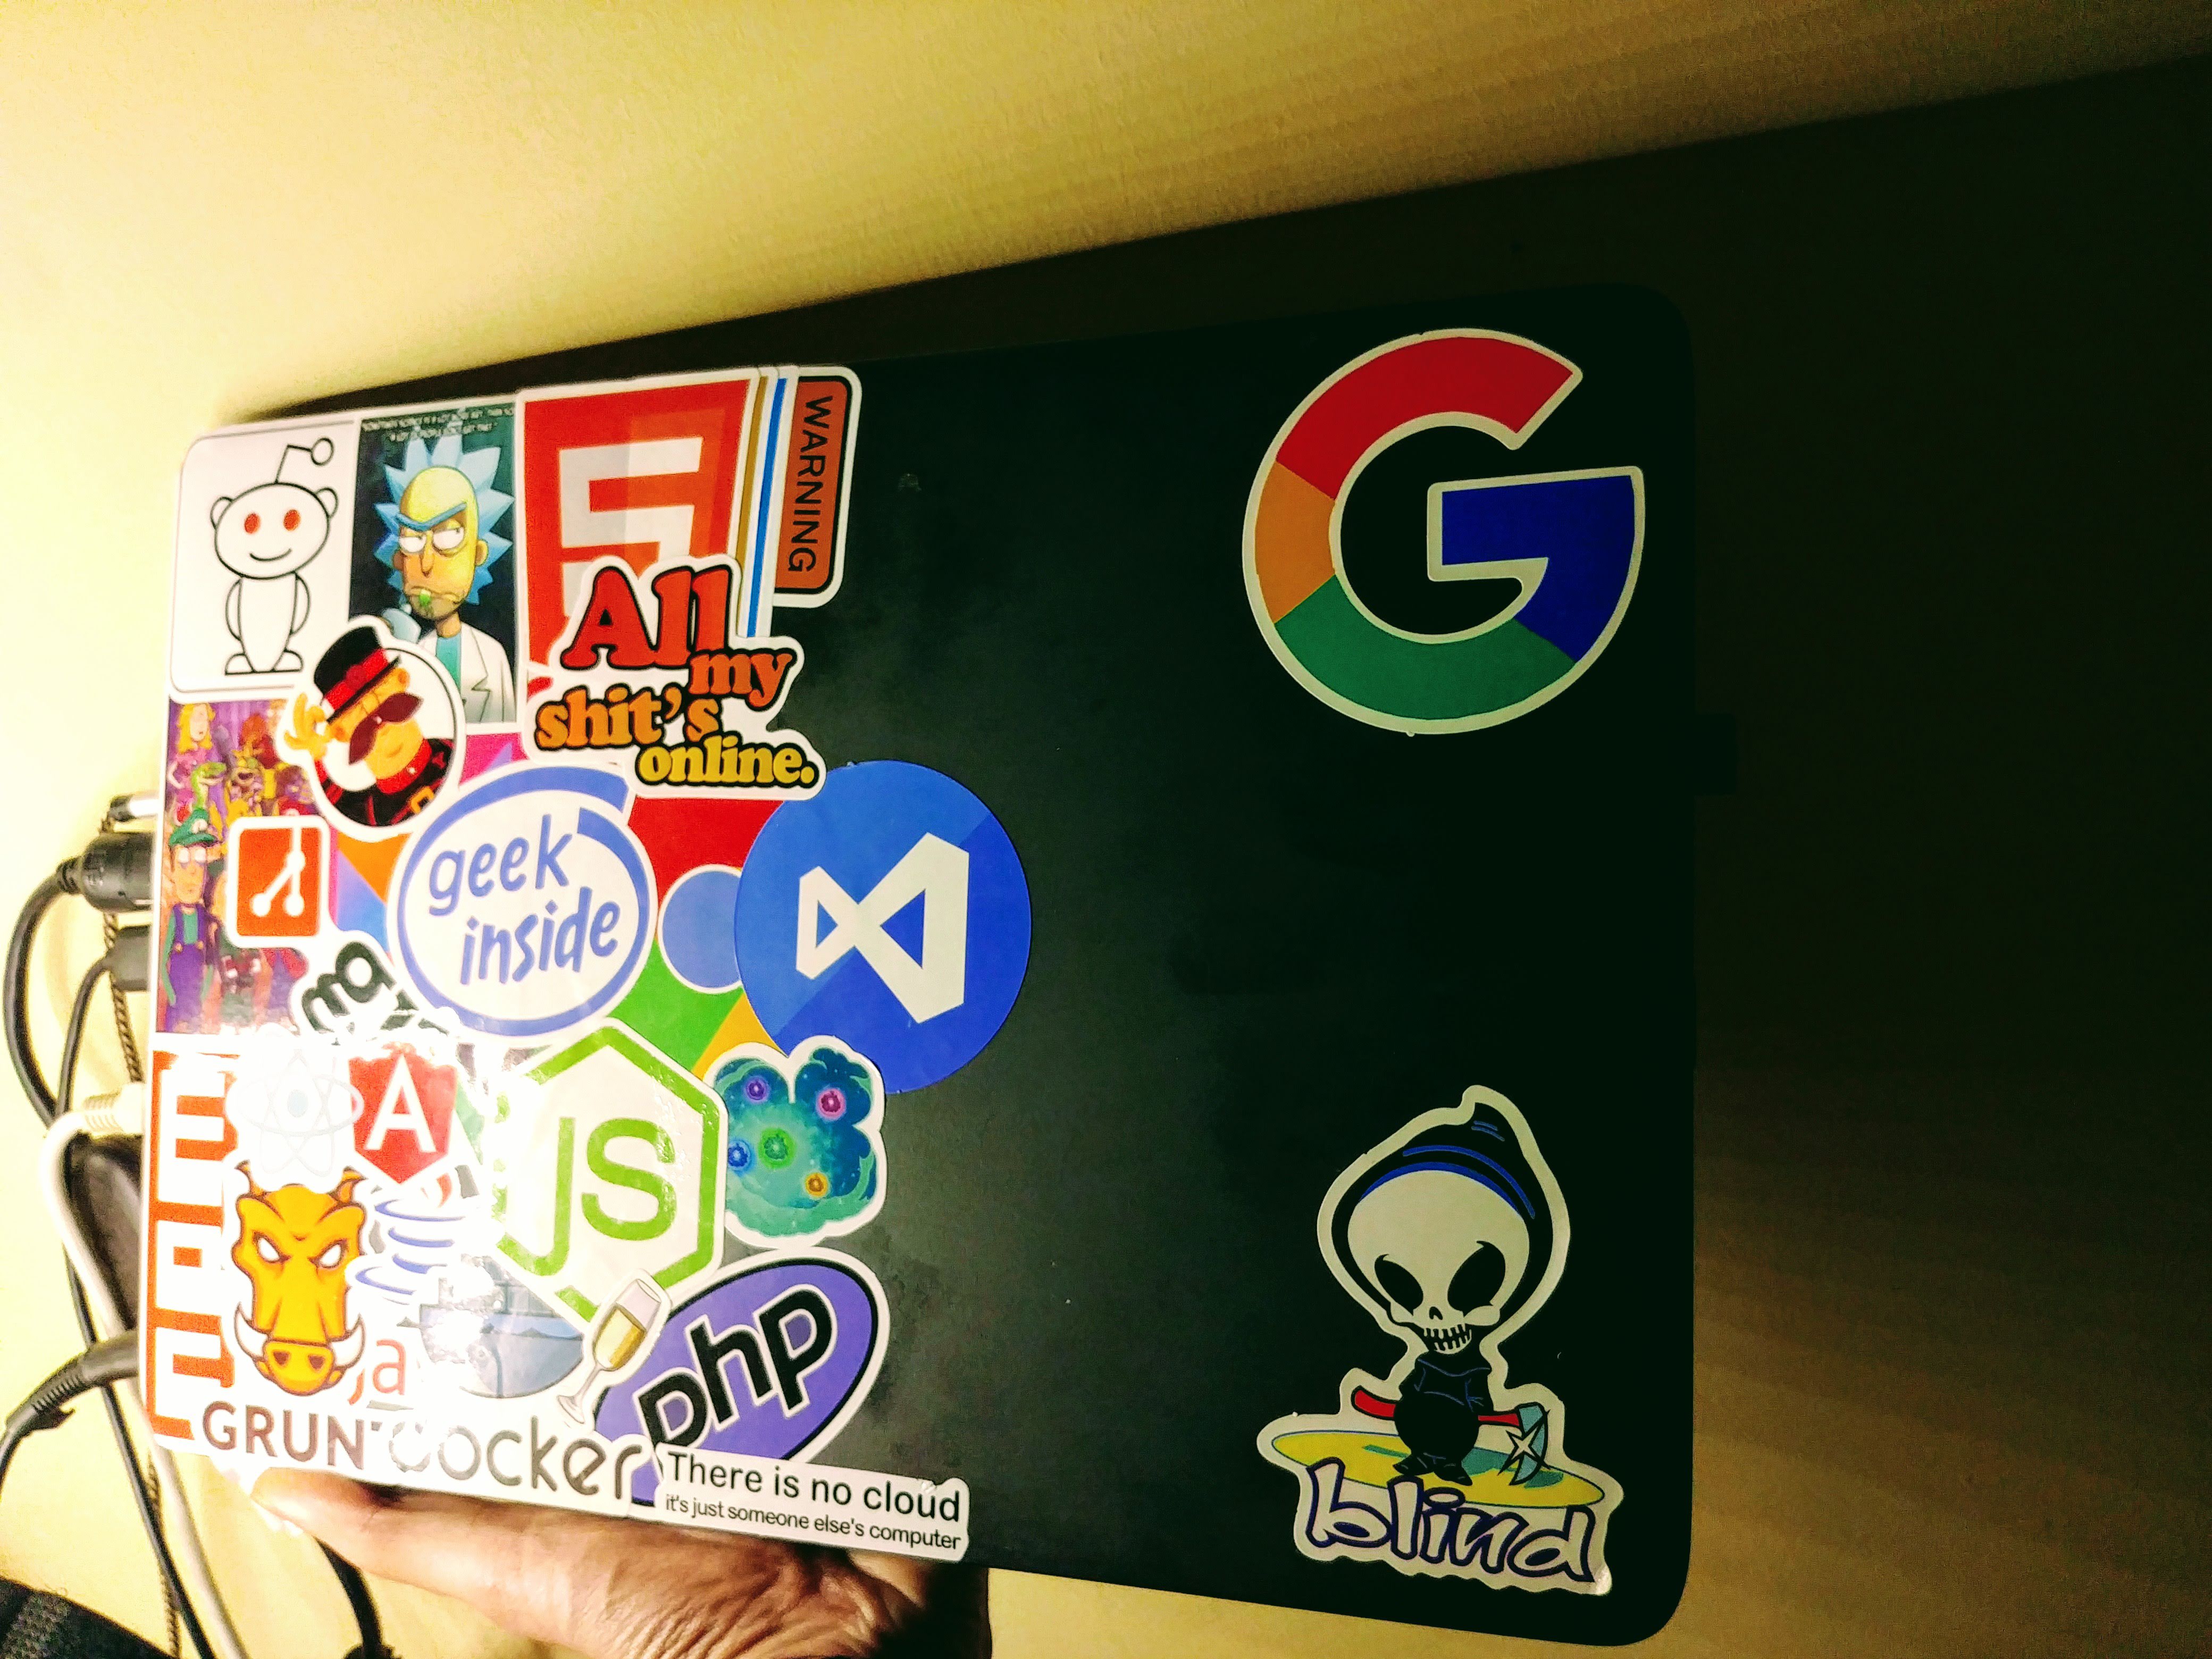 WARNING
All
my
shit's
online.
geek
inside
JS
php
GRUNT
docker
There is no cloud
it's just someone else's computer
blind